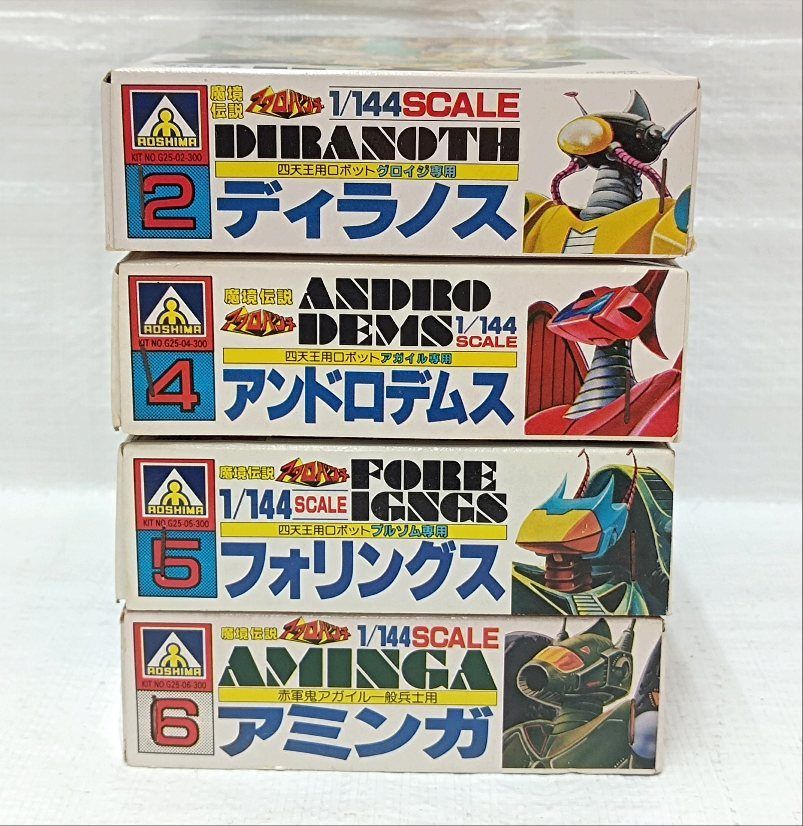 魔境伝説
アクロバンチ
1/144SCALE
AOSHIMA
DIRANOTH
KIT NO.G25-02-300
四天王用ロボットグロイジ専用
2
ディラノス
魔境伝説
アクロバンチ
ANDRO
DEMS
1/144
SCALE
AOSHIMA
KIT NO.G25-04-300
四天王用ロボットアガイル専用
4
アンドロデムス
魔境伝説
アクロバンチ
FORE
IGNGS
1/144 SCALE
AOSHIMA
KIT NO.G25-05-300
四天王用ロボットブルゾム専用
5
フォリングス
魔境伝説
アクロバンチ
1/144SCALE
AOSHIMA
AMINGA
KIT NO.G25-06-300
赤軍鬼アガイル一般兵士用
6
アミンガ